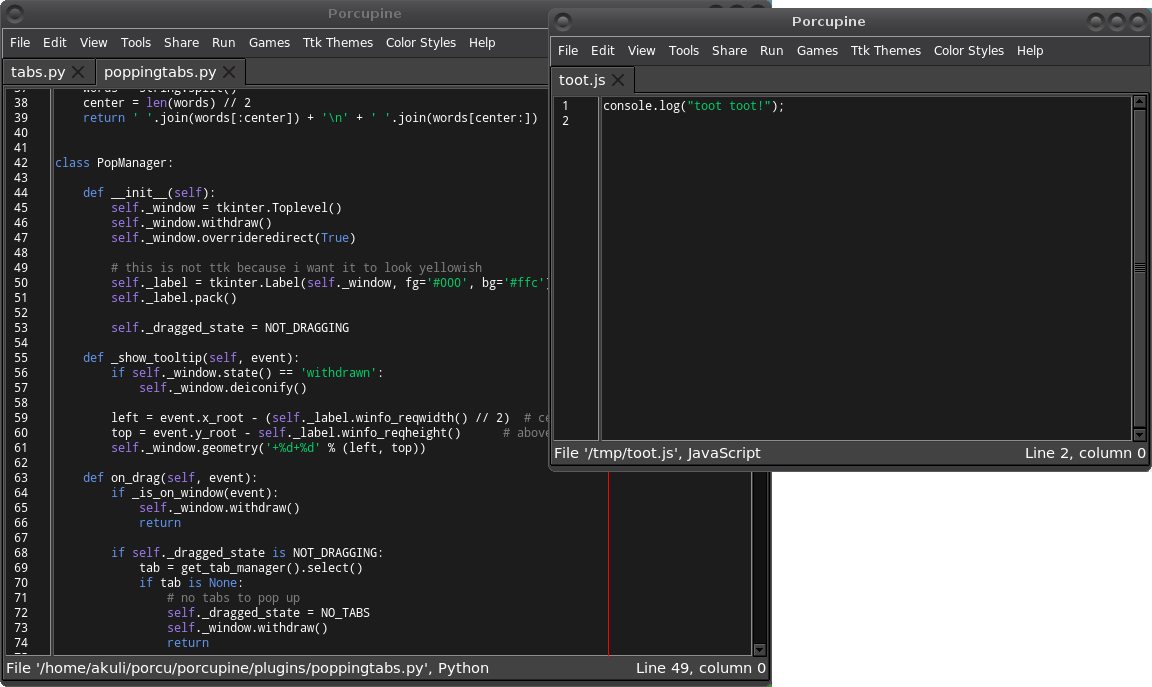 Porcupine
File Edit View Tools Share Run Games Ttk Themes Color Styles Help
tabs.py poppingtabs.py
37 words = string.split()
38 center = len(words) // 2
39 return ' '.join(words[:center]) + '\n' + ' '.join(words[center:])
40
41
42 class PopManager:
43
44 def __init__(self):
45 self._window = tkinter.Toplevel()
46 self._window.withdraw()
47 self._window.overrideredirect(True)
48
49 # this is not ttk because i want it to look yellowish
50 self._label = tkinter.Label(self._window, fg='#000', bg='#ffc')
51 self._label.pack()
52
53 self._dragged_state = NOT_DRAGGING
54
55 def _show_tooltip(self, event):
56 if self._window.state() == 'withdrawn':
57 self._window.deiconify()
58
59 left = event.x_root - (self._label.winfo_reqwidth() // 2) # ce
60 top = event.y_root - self._label.winfo_reqheight() # above
61 self._window.geometry('+%d+%d' % (left, top))
62
63 def on_drag(self, event):
64 if _is_on_window(event):
65 self._window.withdraw()
66 return
67
68 if self._dragged_state is NOT_DRAGGING:
69 tab = get_tab_manager().select()
70 if tab is None:
71 # no tabs to pop up
72 self._dragged_state = NO_TABS
73 self._window.withdraw()
74 return
File '/home/akuli/porcu/porcupine/plugins/poppingtabs.py', Python Line 49, column 0
Porcupine
File Edit View Tools Share Run Games Ttk Themes Color Styles Help
toot.js
1 console.log("toot toot!");
2
File '/tmp/toot.js', JavaScript Line 2, column 0